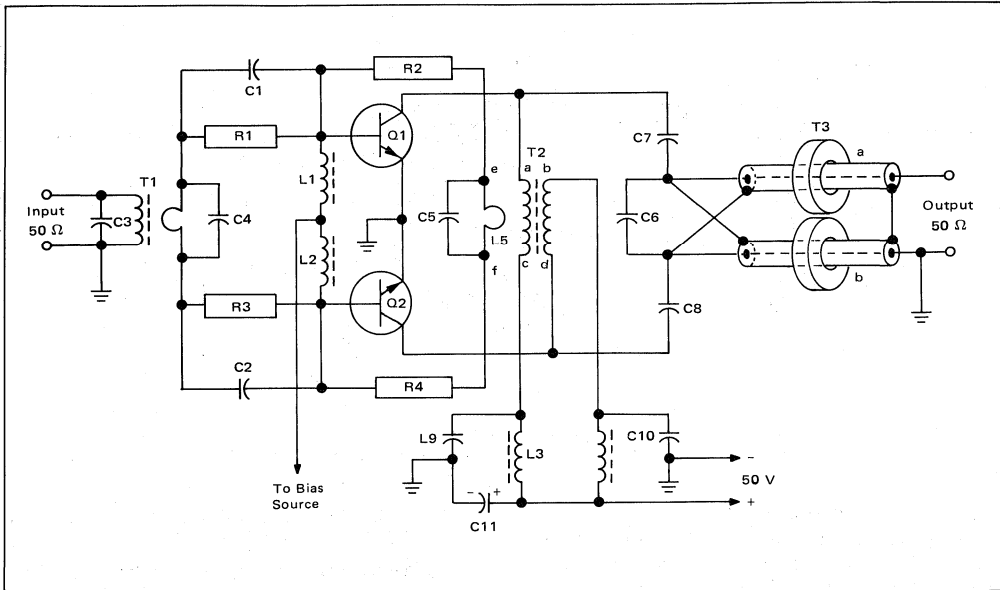 R2
C1
T3
C7
R1
Q1
a
T2
e
a
b
T1
L1
Input
50 Ω
C3
C4
C5
C6
Output
50 Ω
L5
L2
c
d
f
b
R3
Q2
C8
C2
R4
L9
L3
C10
−
50 V
To Bias
Source
− +
+
C11